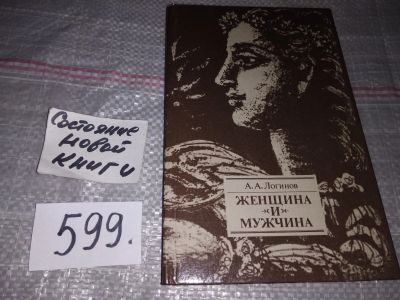 Состояние
новой
книги
599.
А. А. Логинов
ЖЕНЩИНА
«И»
МУЖЧИНА